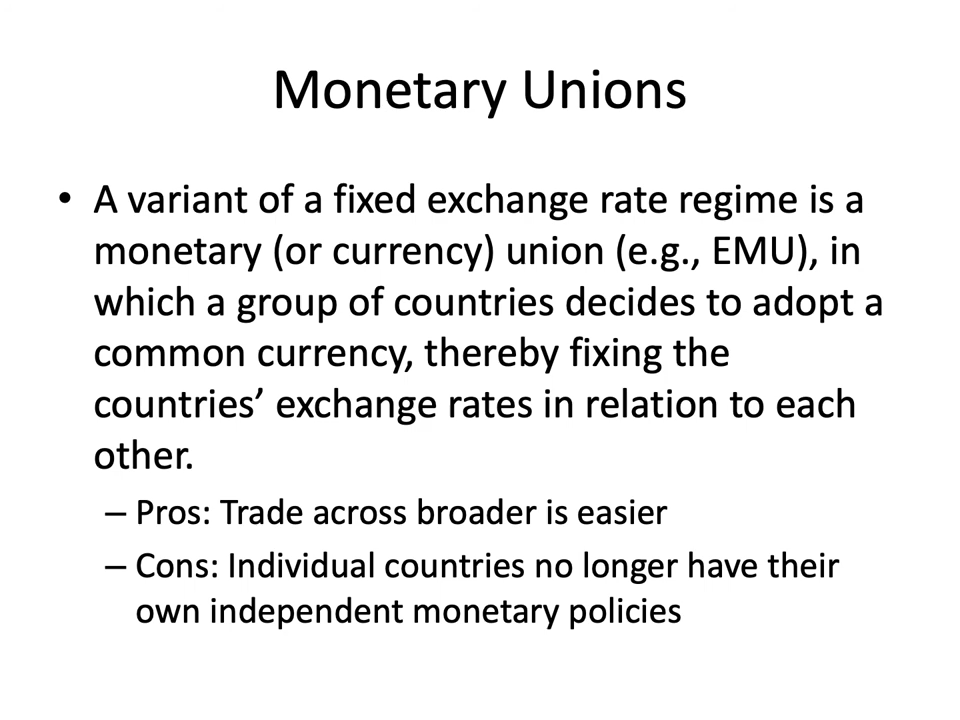 Monetary Unions
• A variant of a fixed exchange rate regime is a
monetary (or currency) union (e.g., EMU), in
which a group of countries decides to adopt a
common currency, thereby fixing the
countries’ exchange rates in relation to each
other.
– Pros: Trade across broader is easier
– Cons: Individual countries no longer have their
own independent monetary policies